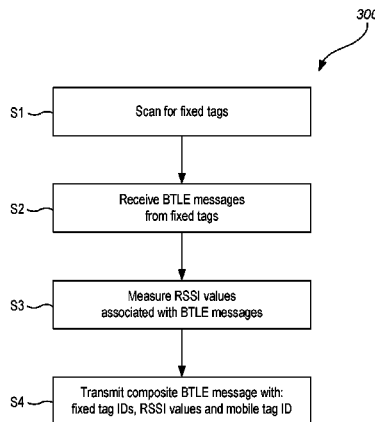 300
S1
Scan for fixed tags
S2
Receive BTLE messages
from fixed tags
S3
Measure RSSI values
associated with BTLE messages
S4
Transmit composite BTLE message with:
fixed tag IDs, RSSI values and mobile tag ID